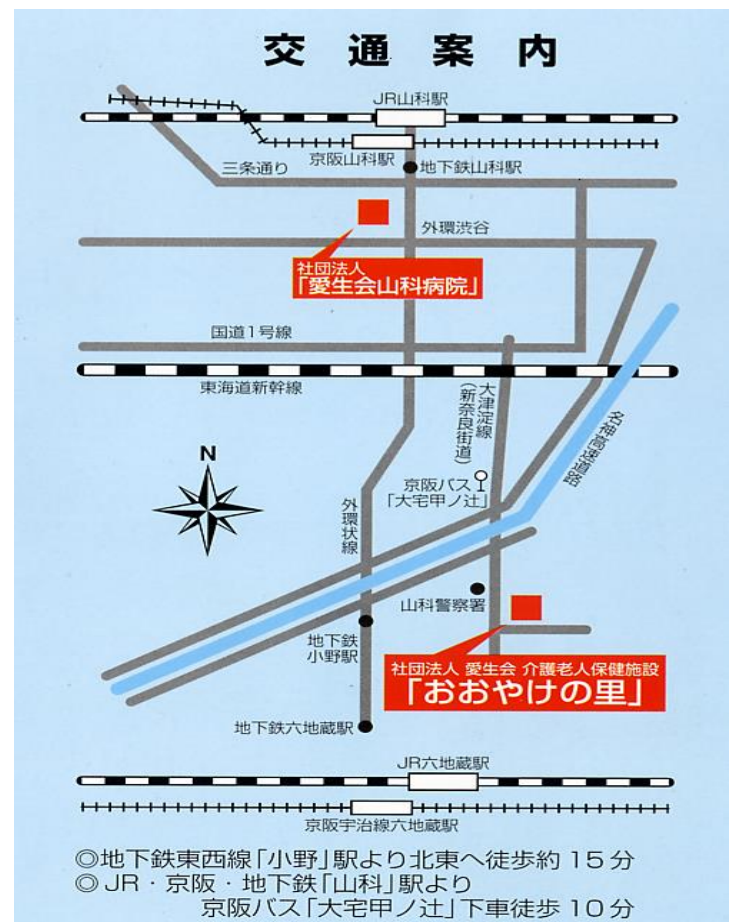 交通案内
JR山科駅
京阪山科駅
三条通り
地下鉄山科駅
外環渋谷
社団法人
「愛生会山科病院」
国道1号線
東海道新幹線
大津淀線
(新奈良街道)
名神高速道路
N
京阪バス
「大宅甲ノ辻」
外環状線
山科警察署
地下鉄
小野駅
社団法人 愛生会 介護老人保健施設
「おおやけの里」
地下鉄六地蔵駅
JR六地蔵駅
京阪宇治線六地蔵駅
◎地下鉄東西線「小野」駅より北東へ徒歩約 15 分
◎JR・京阪・地下鉄「山科」駅より
京阪バス「大宅甲ノ辻」下車徒歩 10 分